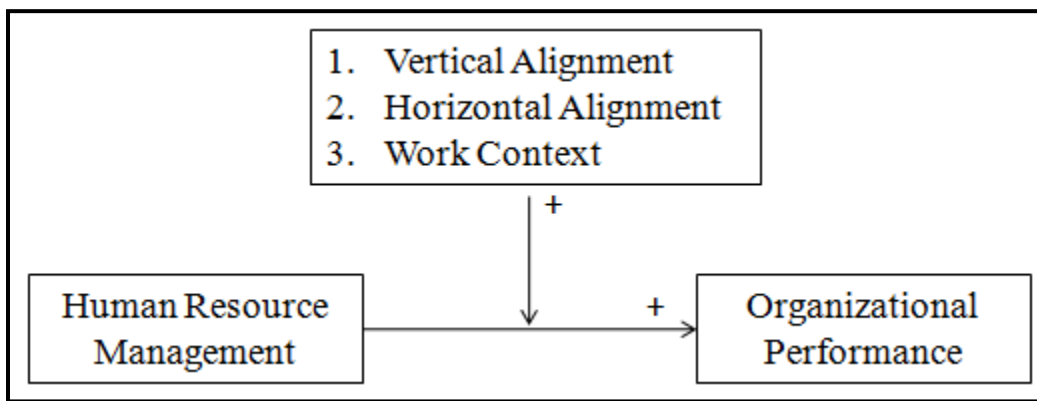 1. Vertical Alignment
2. Horizontal Alignment
3. Work Context
+
Human Resource
Management
+
Organizational
Performance